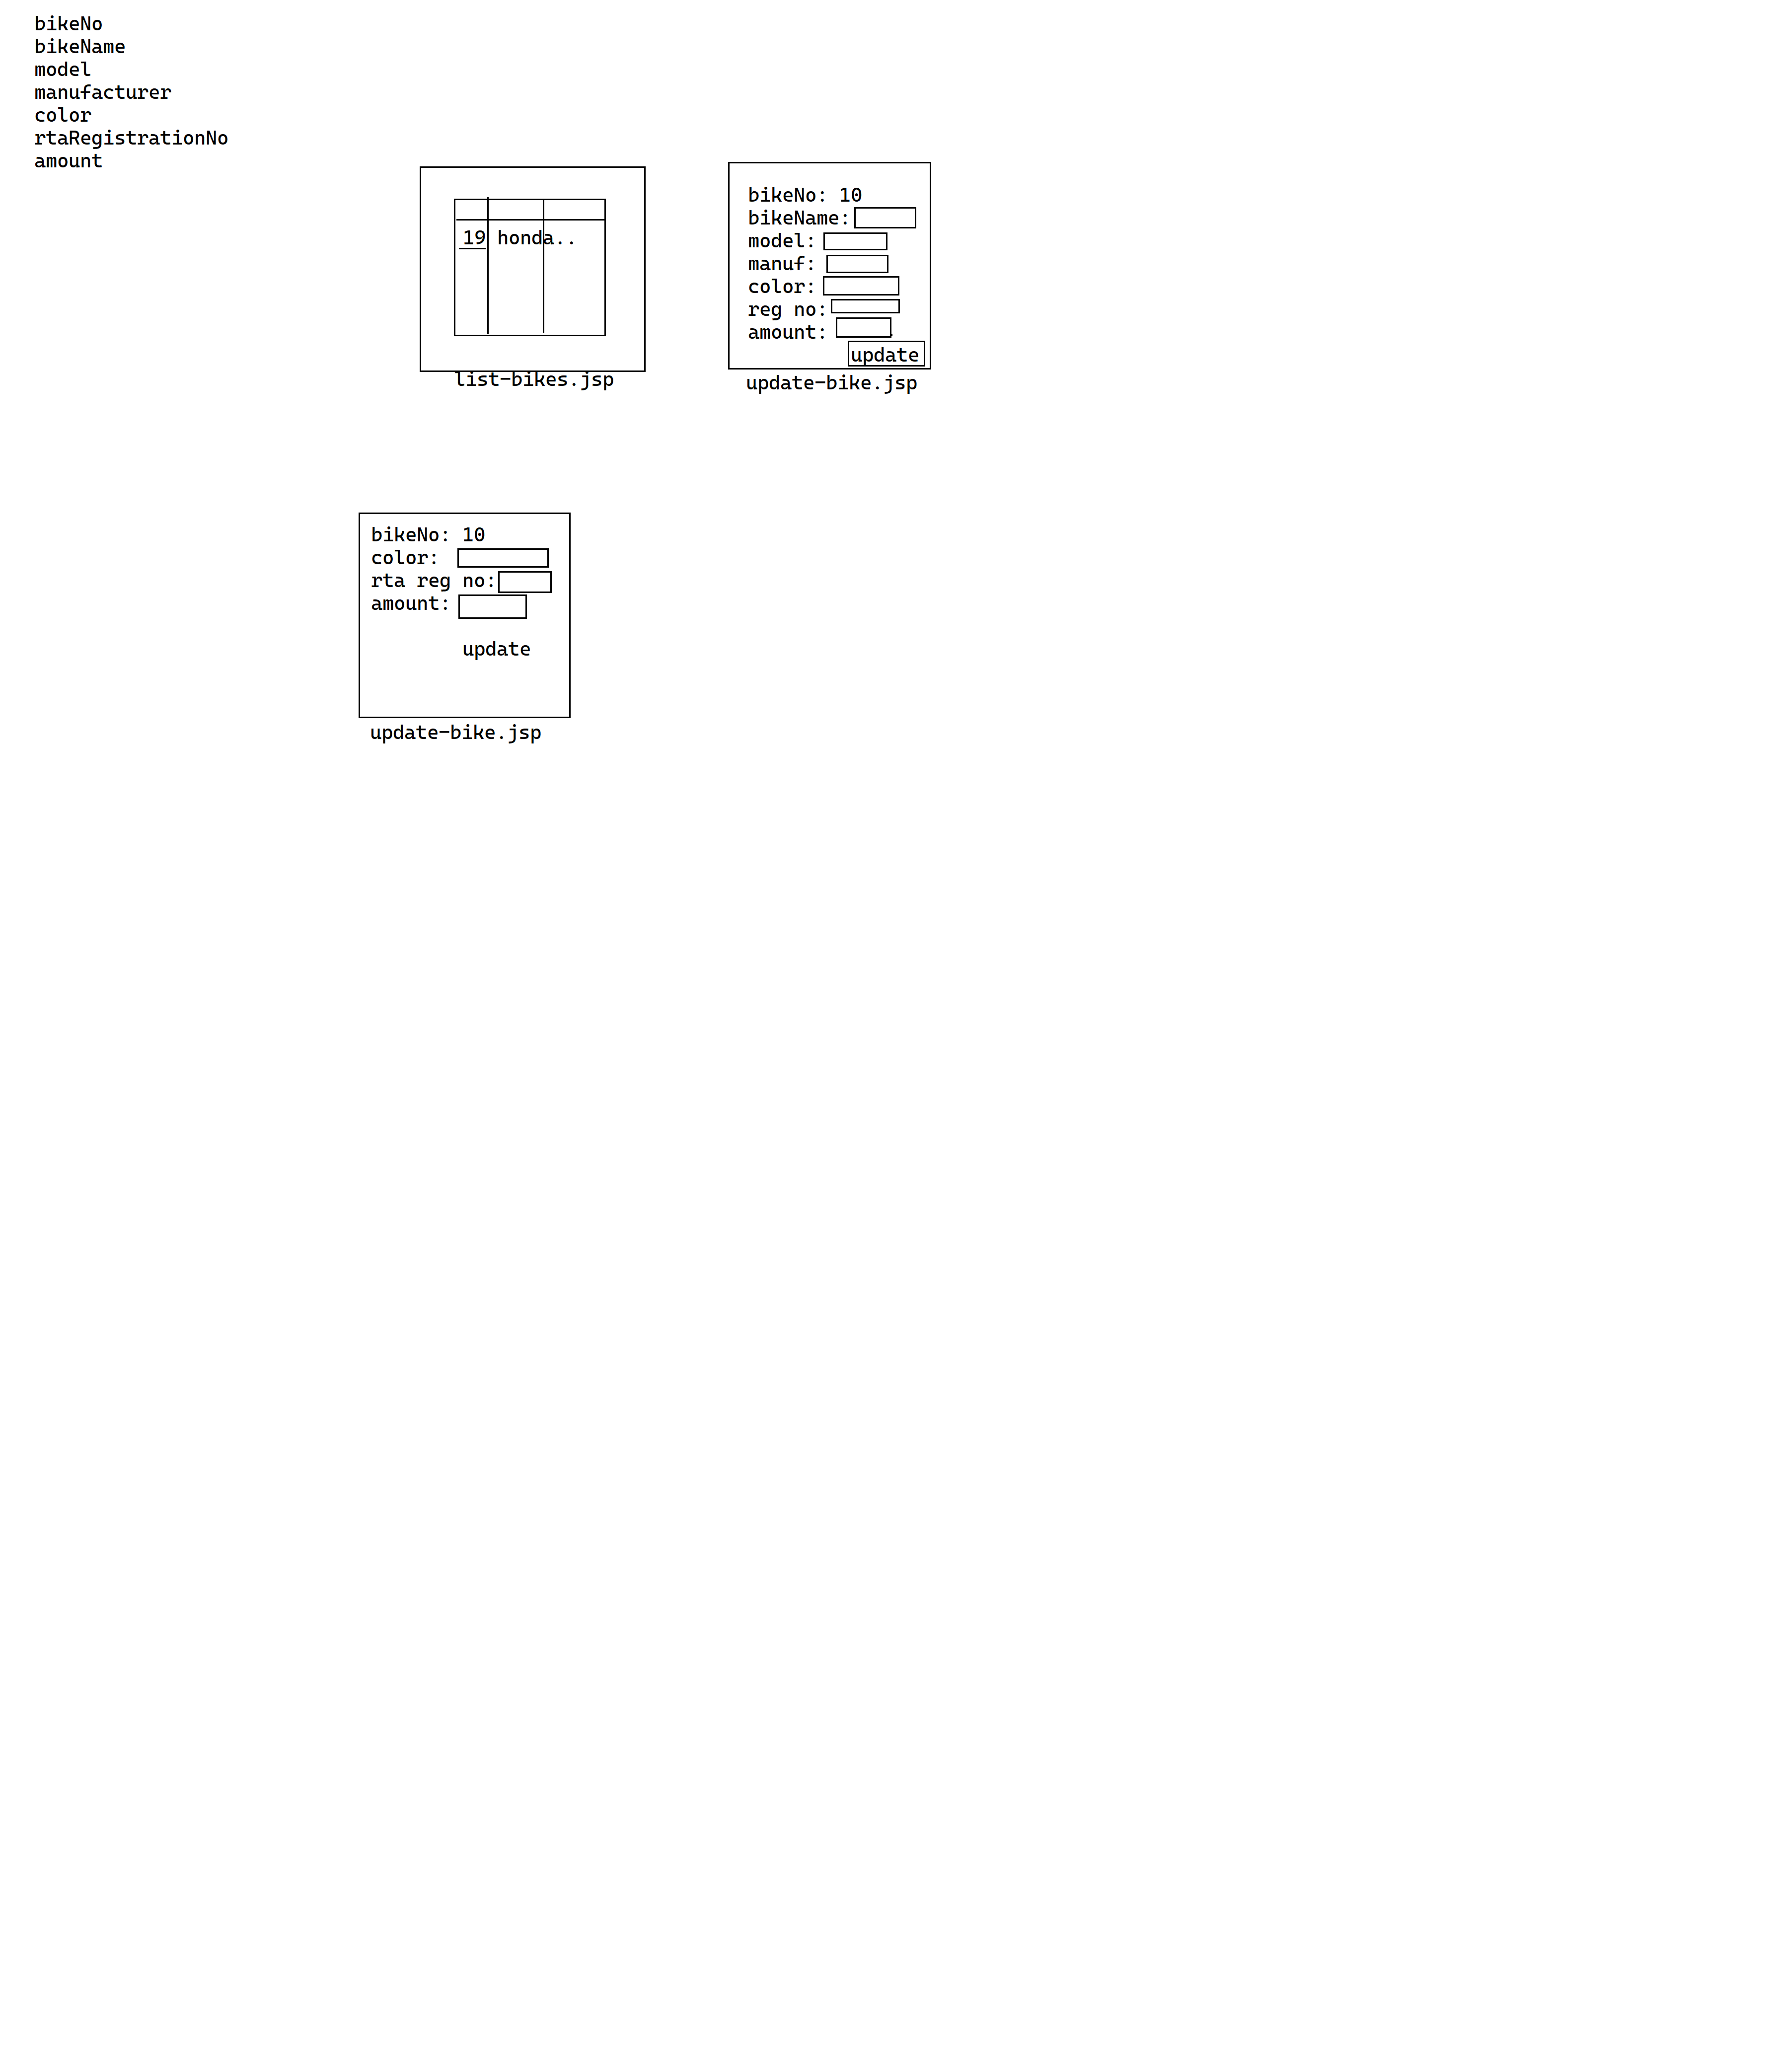 bikeNo
bikeName
model
manufacturer
color
rtaRegistrationNo
amount
19 honda..
list-bikes.jsp
bikeNo: 10
bikeName:
model:
manuf:
color:
reg no:
amount:
update
update-bike.jsp
bikeNo: 10
color:
rta reg no:
amount:
update
update-bike.jsp